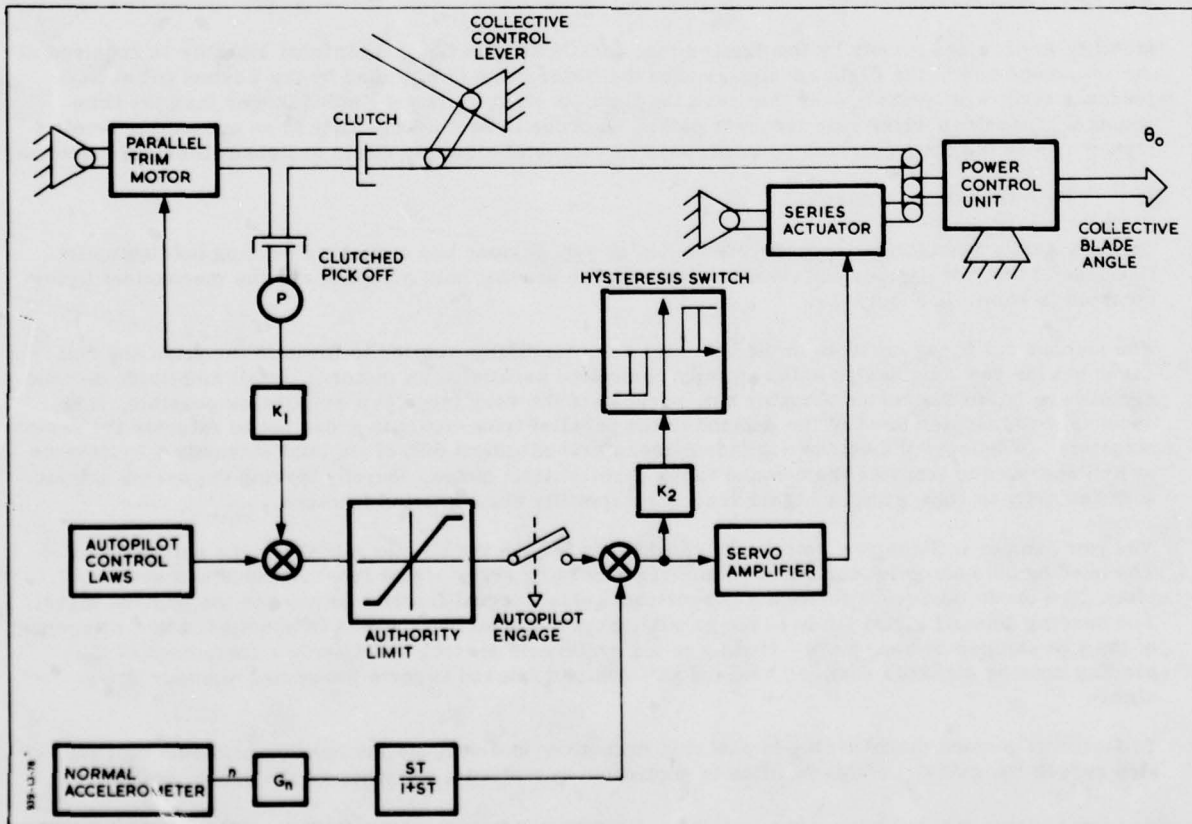 COLLECTIVE
CONTROL
LEVER
CLUTCH
PARALLEL
TRIM
MOTOR
θo
POWER
CONTROL
UNIT
SERIES
ACTUATOR
COLLECTIVE
BLADE
ANGLE
CLUTCHED
PICK OFF
P
HYSTERESIS SWITCH
K1
K2
AUTOPILOT
CONTROL
LAWS
SERVO
AMPLIFIER
AUTHORITY
LIMIT
AUTOPILOT
ENGAGE
NORMAL
ACCELEROMETER
n
Gn
ST
1+ST